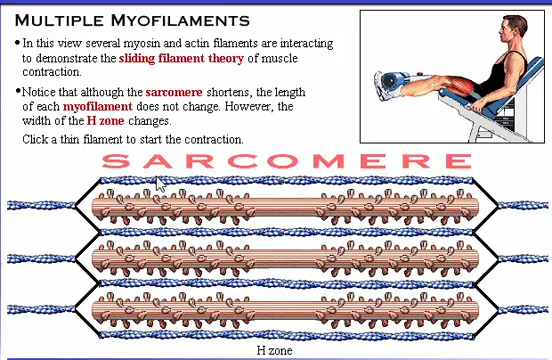 MULTIPLE MYOFILAMENTS
• In this view several myosin and actin filaments are interacting
to demonstrate the sliding filament theory of muscle
contraction.
• Notice that although the sarcomere shortens, the length
of each myofilament does not change. However, the
width of the H zone changes.
Click a thin filament to start the contraction.
SARCOMERE
H zone